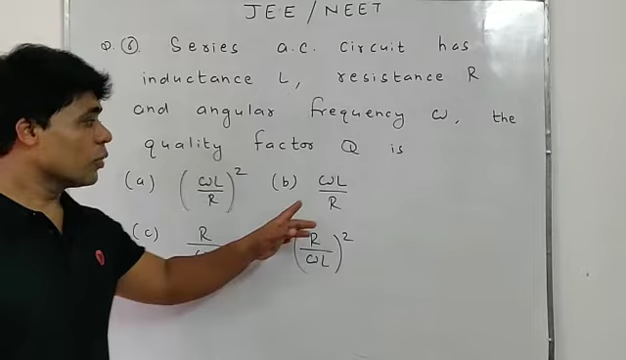 JEE / NEET
Q. ⑥. Series a.c. circuit has
inductance L, resistance R
and angular frequency ω, the
quality factor Q is
(a) (ωL/R)² (b) ωL/R
(c) R (R/ωL)²